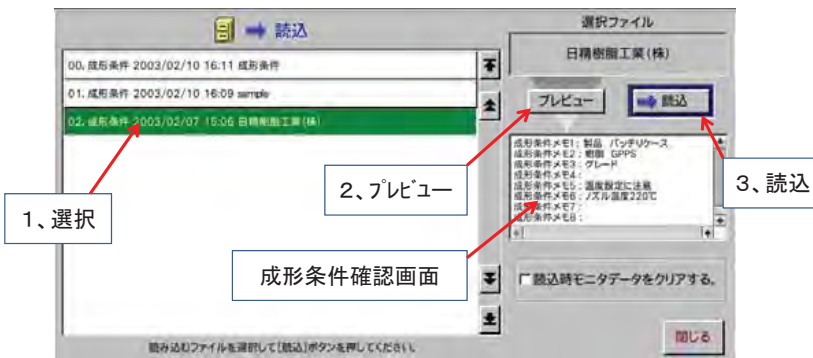 読込
選択ファイル
日精樹脂工業(株)
00. 成形条件 2003/02/10 16:11 成形条件
01. 成形条件 2003/02/10 16:09 sample
02. 成形条件 2003/02/07 15:06 日精樹脂工業(株)
プレビュー
読込
成形条件メモ1: 製品 バッテリケース
成形条件メモ2: 樹脂 GPPS
成形条件メモ3: グレード
成形条件メモ4:
成形条件メモ5: 温度設定に注意
成形条件メモ6: ノズル温度220℃
成形条件メモ7:
成形条件メモ8:
1、選択
2、プレビュー
3、読込
成形条件確認画面
読込時モニタデータをクリアする。
読み込むファイルを選択して[読込]ボタンを押してください。
閉じる